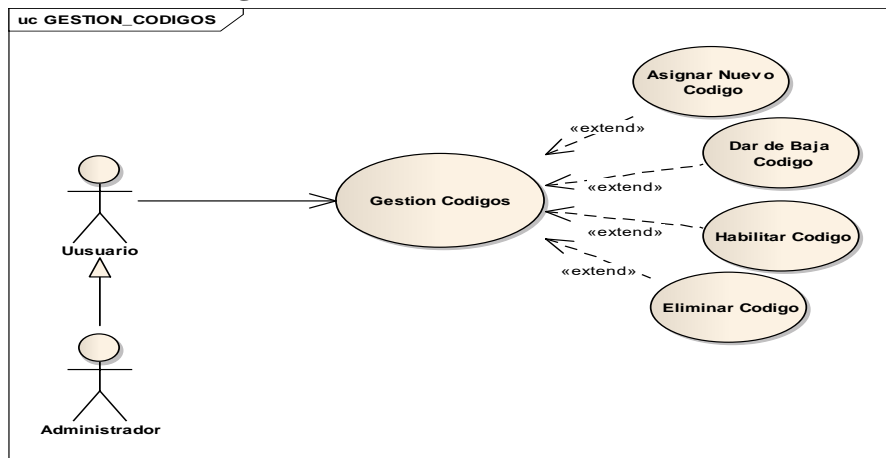 uc GESTION_CODIGOS
Asignar Nuevo
Codigo
«extend»
Dar de Baja
Codigo
«extend»
Gestion Codigos
Habilitar Codigo
«extend»
Eliminar Codigo
Uusuario
Administrador